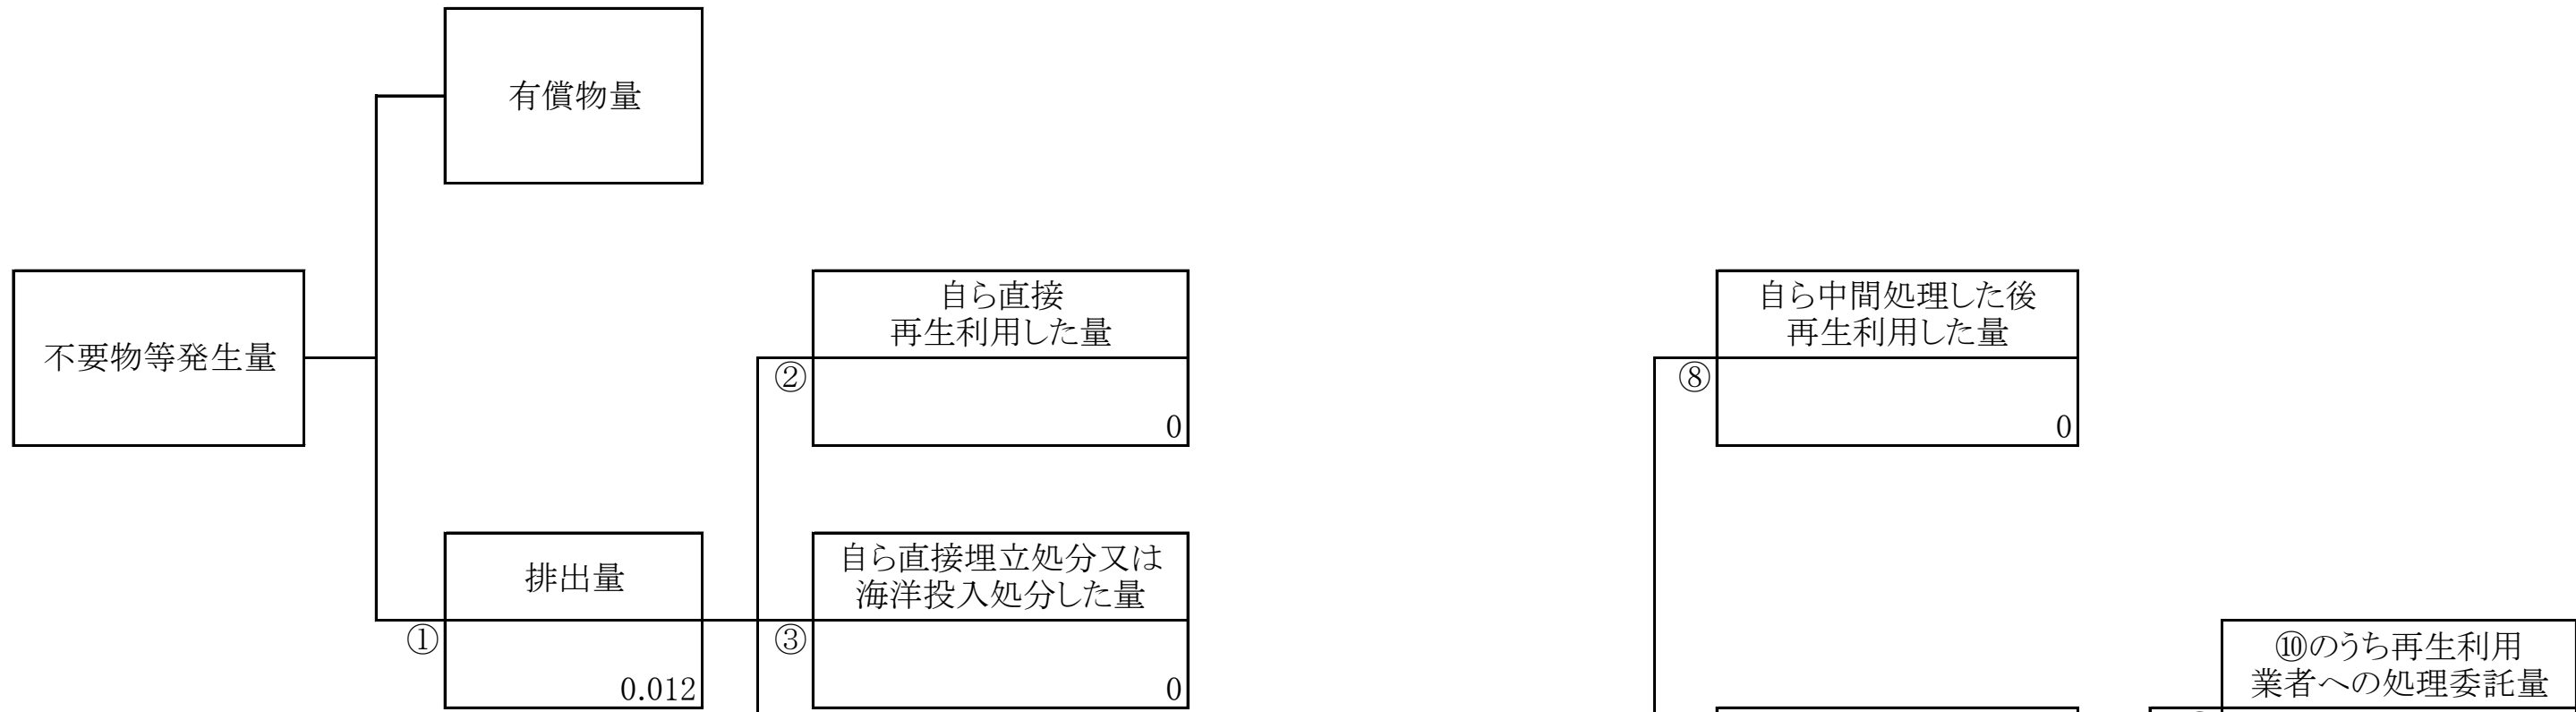 有償物量
自ら直接
再生利用した量
自ら中間処理した後
再生利用した量
不要物等発生量
②
⑧
0
0
自ら直接埋立処分又は
海洋投入処分した量
排出量
①
③
⑩のうち再生利用
業者への処理委託量
0.012
0